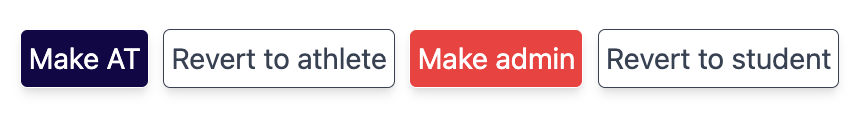 Make AT Revert to athlete Make admin Revert to student